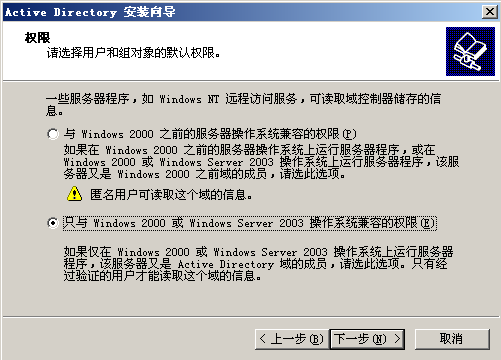 Active Directory 安装向导
权限
请选择用户和组对象的默认权限。
一些服务器程序，如 Windows NT 远程访问服务，可读取域控制器储存的信
息。
与 Windows 2000 之前的服务器操作系统兼容的权限(P)
如果在 Windows 2000 之前的服务器操作系统上运行服务器程序，或在
Windows 2000 或 Windows Server 2003 操作系统上运行服务器程序，该服
务器又是 Windows 2000 之前域的成员，请选此选项。
匿名用户可读取这个域的信息。
只与 Windows 2000 或 Windows Server 2003 操作系统兼容的权限(E)
如果仅在 Windows 2000 或 Windows Server 2003 操作系统上运行服务器
程序，该服务器又是 Active Directory 域的成员，请选此选项。只有经
过验证的用户才能读取这个域的信息。
< 上一步(B) 下一步(N) > 取消